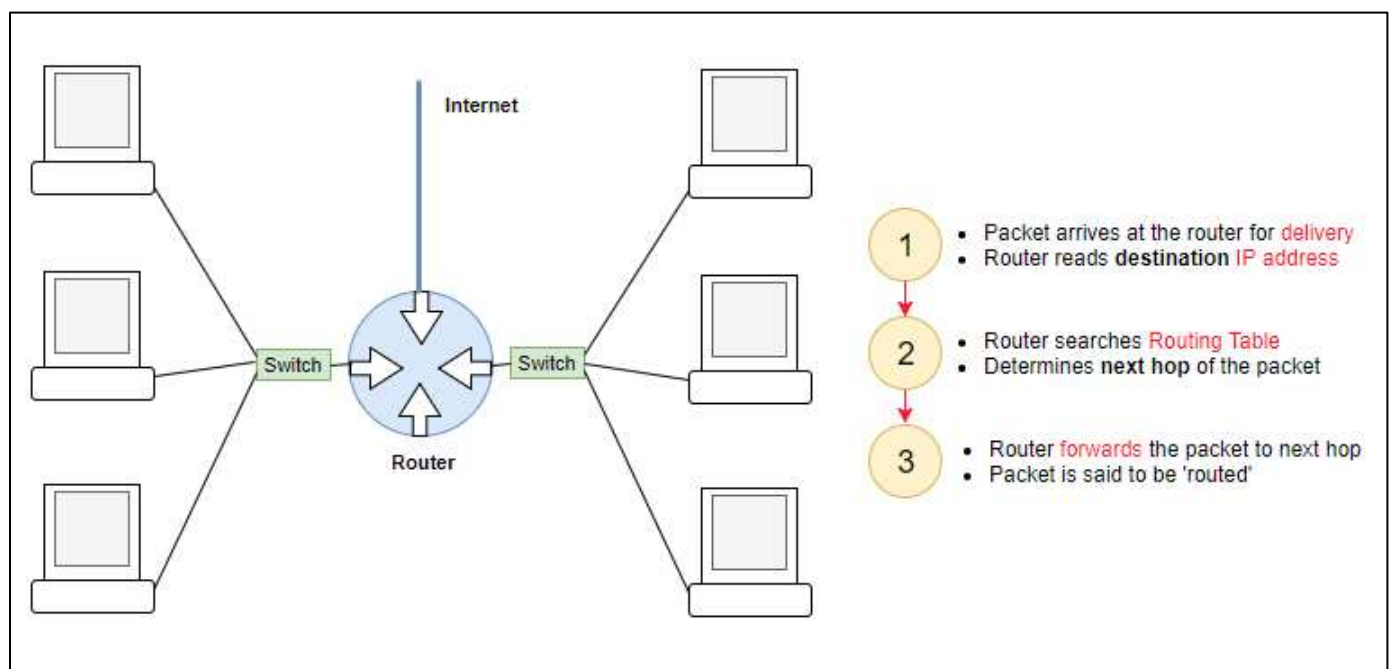 Internet
Switch
Switch
Router
1
• Packet arrives at the router for delivery
• Router reads destination IP address
2
• Router searches Routing Table
• Determines next hop of the packet
3
• Router forwards the packet to next hop
• Packet is said to be 'routed'